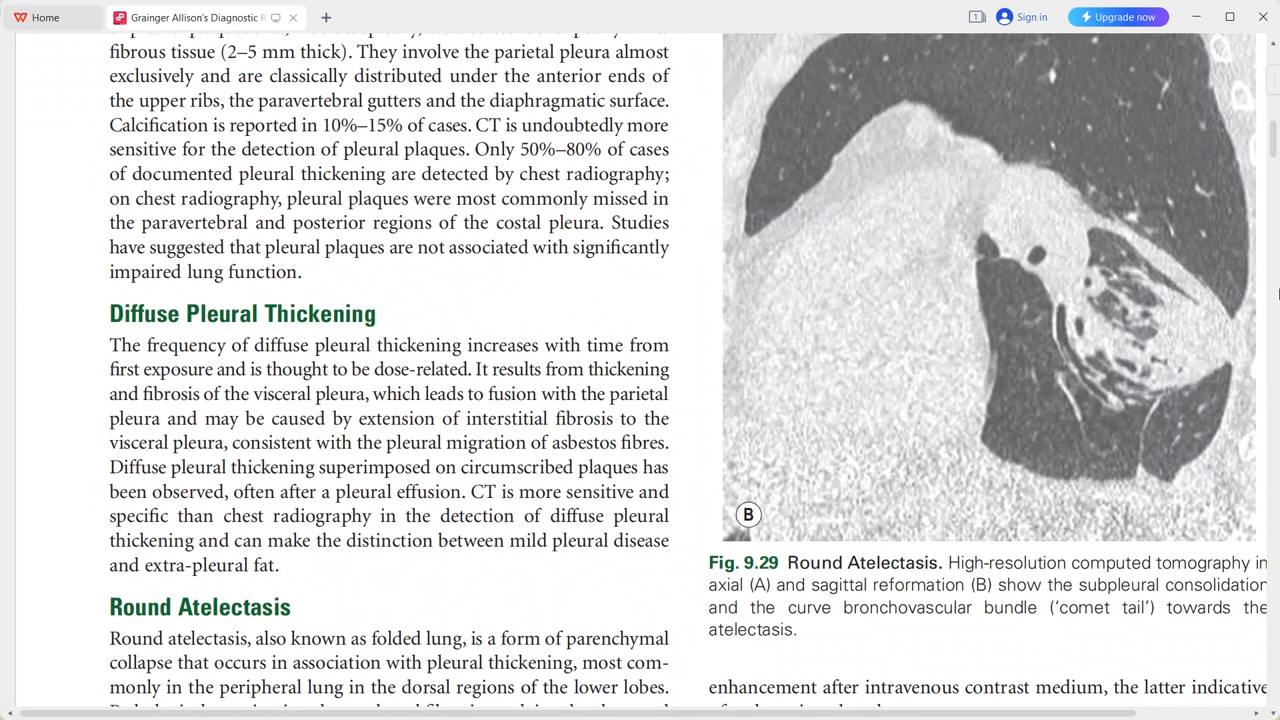 Home
Grainger Allison's Diagnostic
1
Sign in
Upgrade now
fibrous tissue (2–5 mm thick). They involve the parietal pleura almost
exclusively and are classically distributed under the anterior ends of
the upper ribs, the paravertebral gutters and the diaphragmatic surface.
Calcification is reported in 10%–15% of cases. CT is undoubtedly more
sensitive for the detection of pleural plaques. Only 50%–80% of cases
of documented pleural thickening are detected by chest radiography;
on chest radiography, pleural plaques were most commonly missed in
the paravertebral and posterior regions of the costal pleura. Studies
have suggested that pleural plaques are not associated with significantly
impaired lung function.
Diffuse Pleural Thickening
The frequency of diffuse pleural thickening increases with time from
first exposure and is thought to be dose-related. It results from thickening
and fibrosis of the visceral pleura, which leads to fusion with the parietal
pleura and may be caused by extension of interstitial fibrosis to the
visceral pleura, consistent with the pleural migration of asbestos fibres.
Diffuse pleural thickening superimposed on circumscribed plaques has
been observed, often after a pleural effusion. CT is more sensitive and
specific than chest radiography in the detection of diffuse pleural
thickening and can make the distinction between mild pleural disease
and extra-pleural fat.
Round Atelectasis
Round atelectasis, also known as folded lung, is a form of parenchymal
collapse that occurs in association with pleural thickening, most com-
monly in the peripheral lung in the dorsal regions of the lower lobes.
B
Fig. 9.29 Round Atelectasis. High-resolution computed tomography in
axial (A) and sagittal reformation (B) show the subpleural consolidation
and the curve bronchovascular bundle ('comet tail') towards the
atelectasis.
enhancement after intravenous contrast medium, the latter indicative